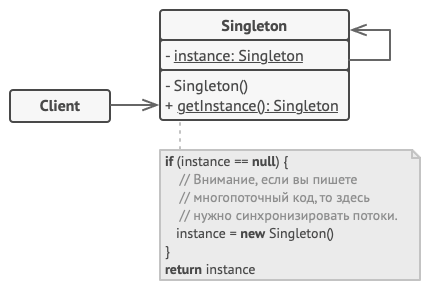 Singleton
- instance: Singleton
- Singleton()
+ getInstance(): Singleton
Client
if (instance == null) {
// Внимание, если вы пишете
// многопоточный код, то здесь
// нужно синхронизировать потоки.
instance = new Singleton()
}
return instance